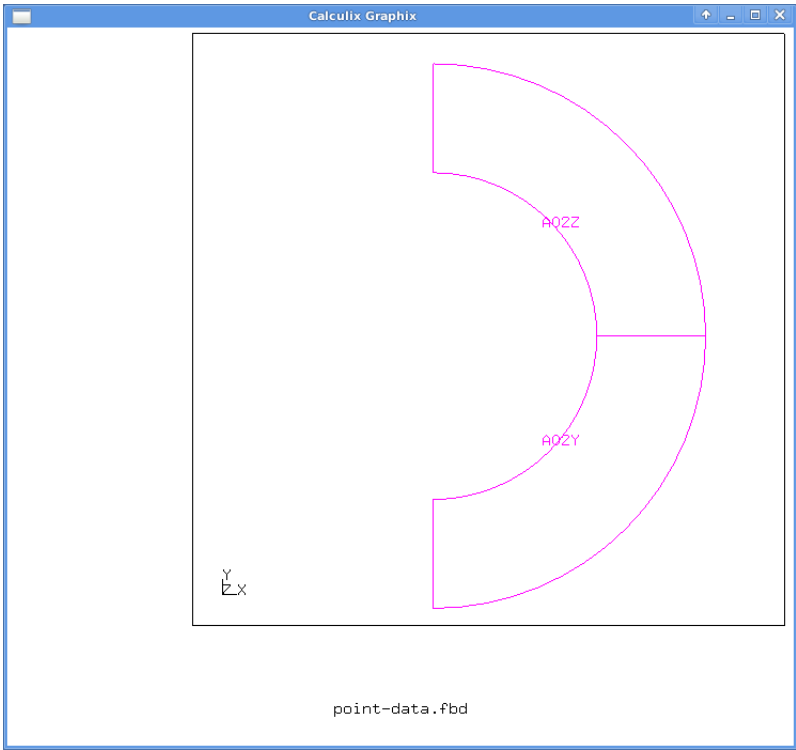 Calculix Graphix
A02Z
A02Y
Y
Z X
point-data.fbd